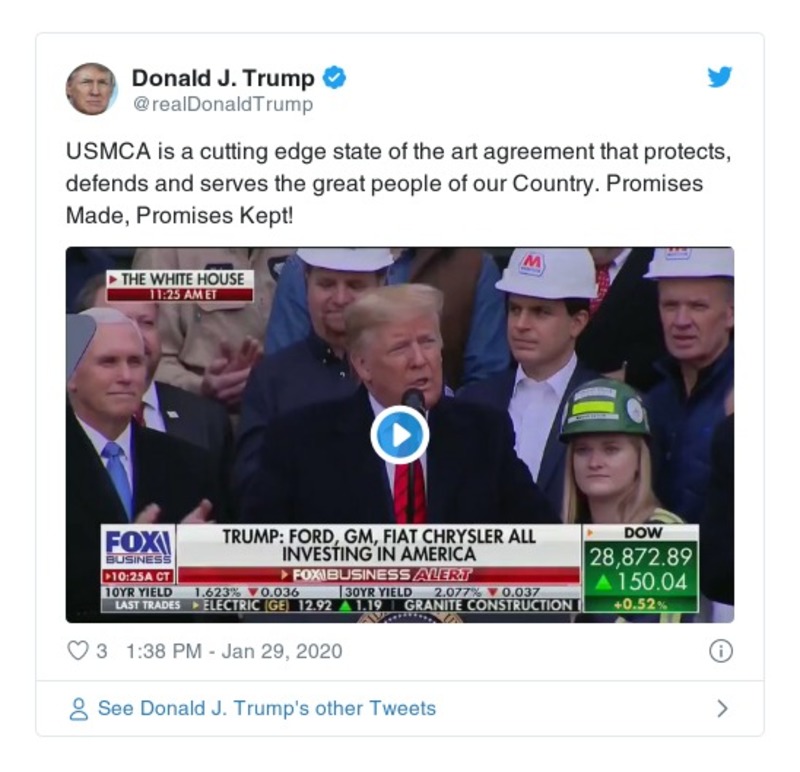 Donald J. Trump
@realDonaldTrump
USMCA is a cutting edge state of the art agreement that protects,
defends and serves the great people of our Country. Promises
Made, Promises Kept!
THE WHITE HOUSE
11:25 AM ET
M
TRUMP: FORD, GM, FIAT CHRYSLER ALL
INVESTING IN AMERICA
FOX BUSINESS ALERT
FOX
BUSINESS
10:25A CT
DOW
28,872.89
150.04
+0.52%
10YR YIELD 1.623% 0.036 30YR YIELD 2.077% 0.037
LAST TRADES ELECTRIC (GE) 12.92 1.19 GRANITE CONSTRUCTION
3 1:38 PM - Jan 29, 2020
See Donald J. Trump's other Tweets